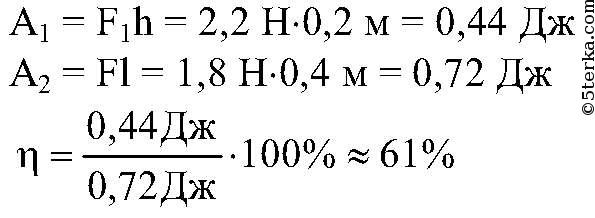 A₁ = F₁h = 2,2 Н·0,2 м = 0,44 Дж
A₂ = Fl = 1,8 Н·0,4 м = 0,72 Дж
η = 0,44Дж/0,72Дж · 100% ≈ 61%
©5terka.com